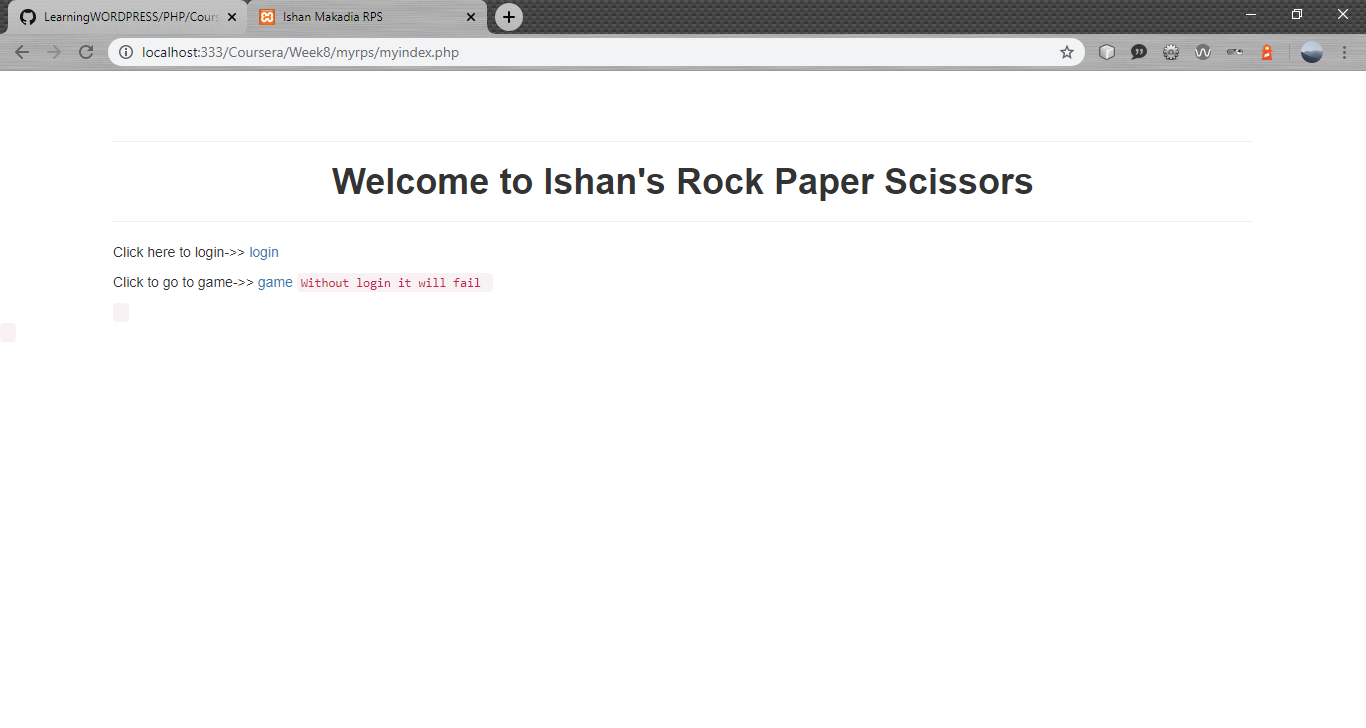 LearningWORDPRESS/PHP/Cour
Ishan Makadia RPS
localhost:333/Coursera/Week8/myrps/myindex.php
Welcome to Ishan's Rock Paper Scissors
Click here to login->> login
Click to go to game->> game Without login it will fail